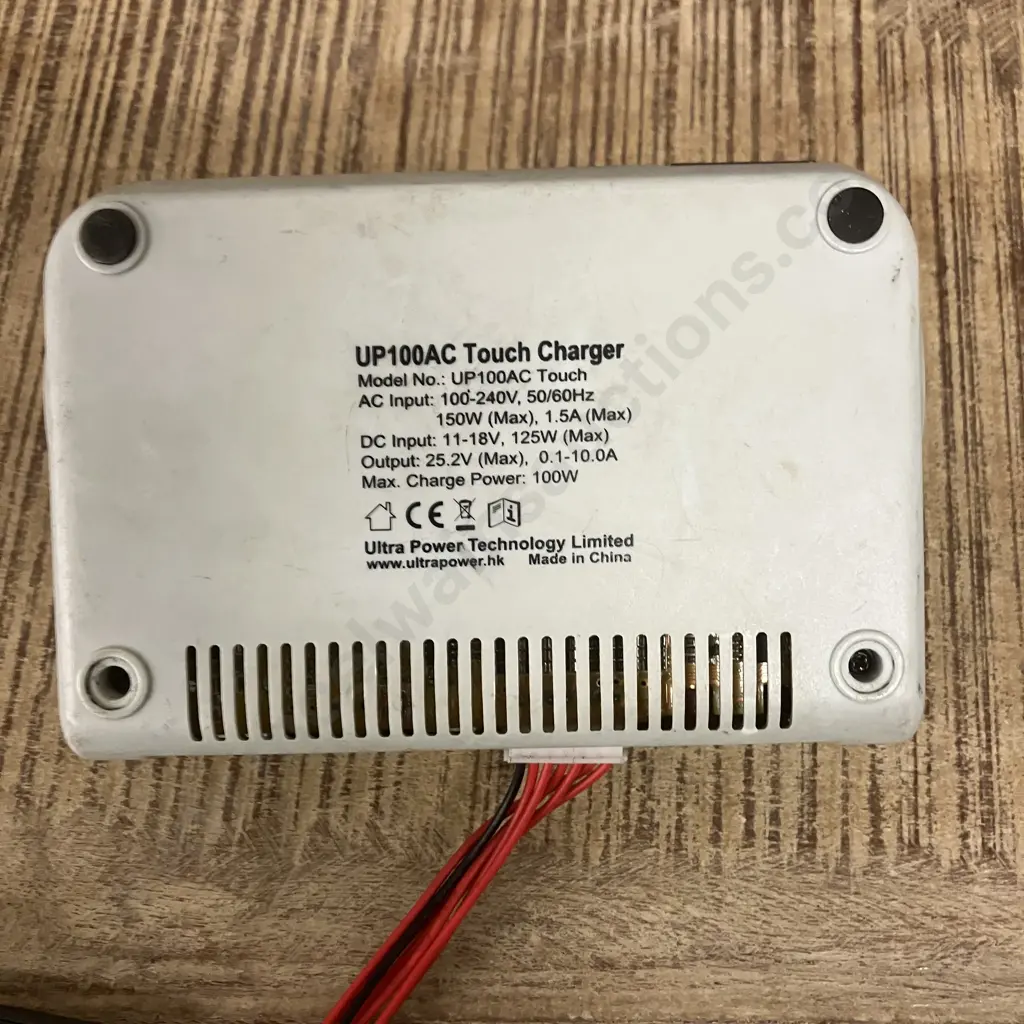 UP100AC Touch Charger
Model No.: UP100AC Touch
AC Input: 100-240V, 50/60Hz
150W (Max), 1.5A (Max)
DC Input: 11-18V, 125W (Max)
Output: 25.2V (Max), 0.1-10.0A
Max. Charge Power: 100W
CE i
Ultra Power Technology Limited
www.ultrapower.hk Made in China